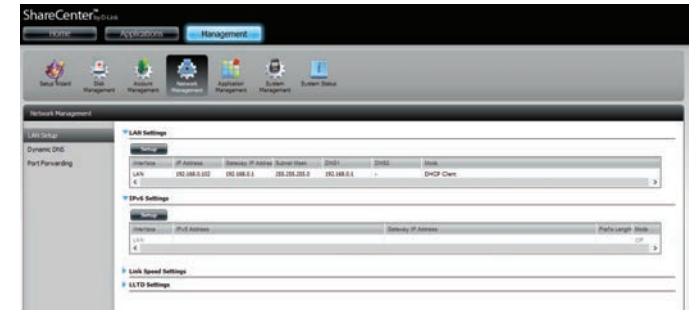 ShareCenter™ by D-Link
Home Applications Management
Setup Wizard Disk Management Account Management Network Management Application Management System Management System Status
Network Management
LAN Setup
Dynamic DNS
Port Forwarding
LAN Settings
Setup
Interface IP Address Gateway IP Addres Subnet Mask DNS1 DNS2 Mode
LAN 192.168.0.102 192.168.0.1 255.255.255.0 192.168.0.1 - DHCP Client
IPv6 Settings
Setup
Interface IPv6 Address Gateway IP Address Prefix Length Mode
LAN Off
Link Speed Settings
LLTD Settings